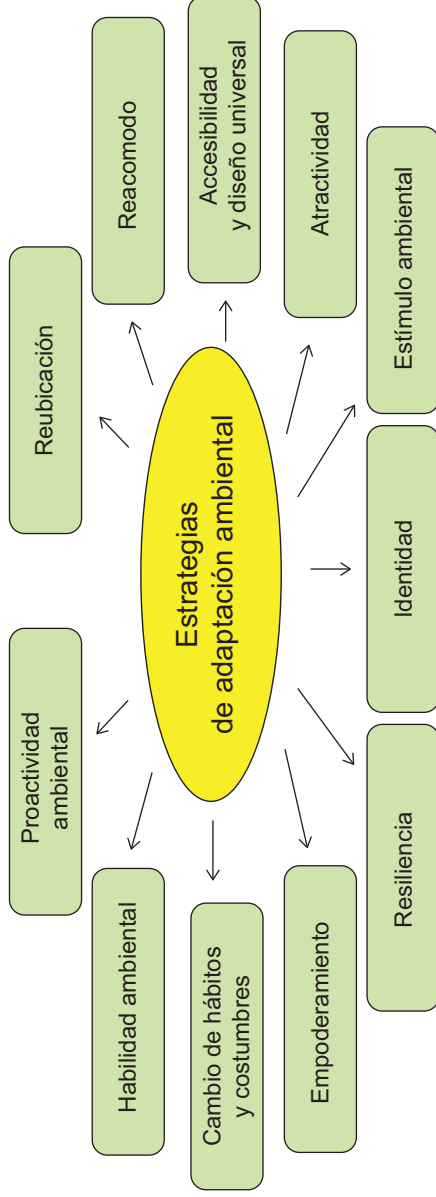 Estrategias
de adaptación ambiental
Reubicación
Reacomodo
Accesibilidad
y diseño universal
Atractividad
Estímulo ambiental
Identidad
Resiliencia
Empoderamiento
Cambio de hábitos
y costumbres
Habilidad ambiental
Proactividad
ambiental